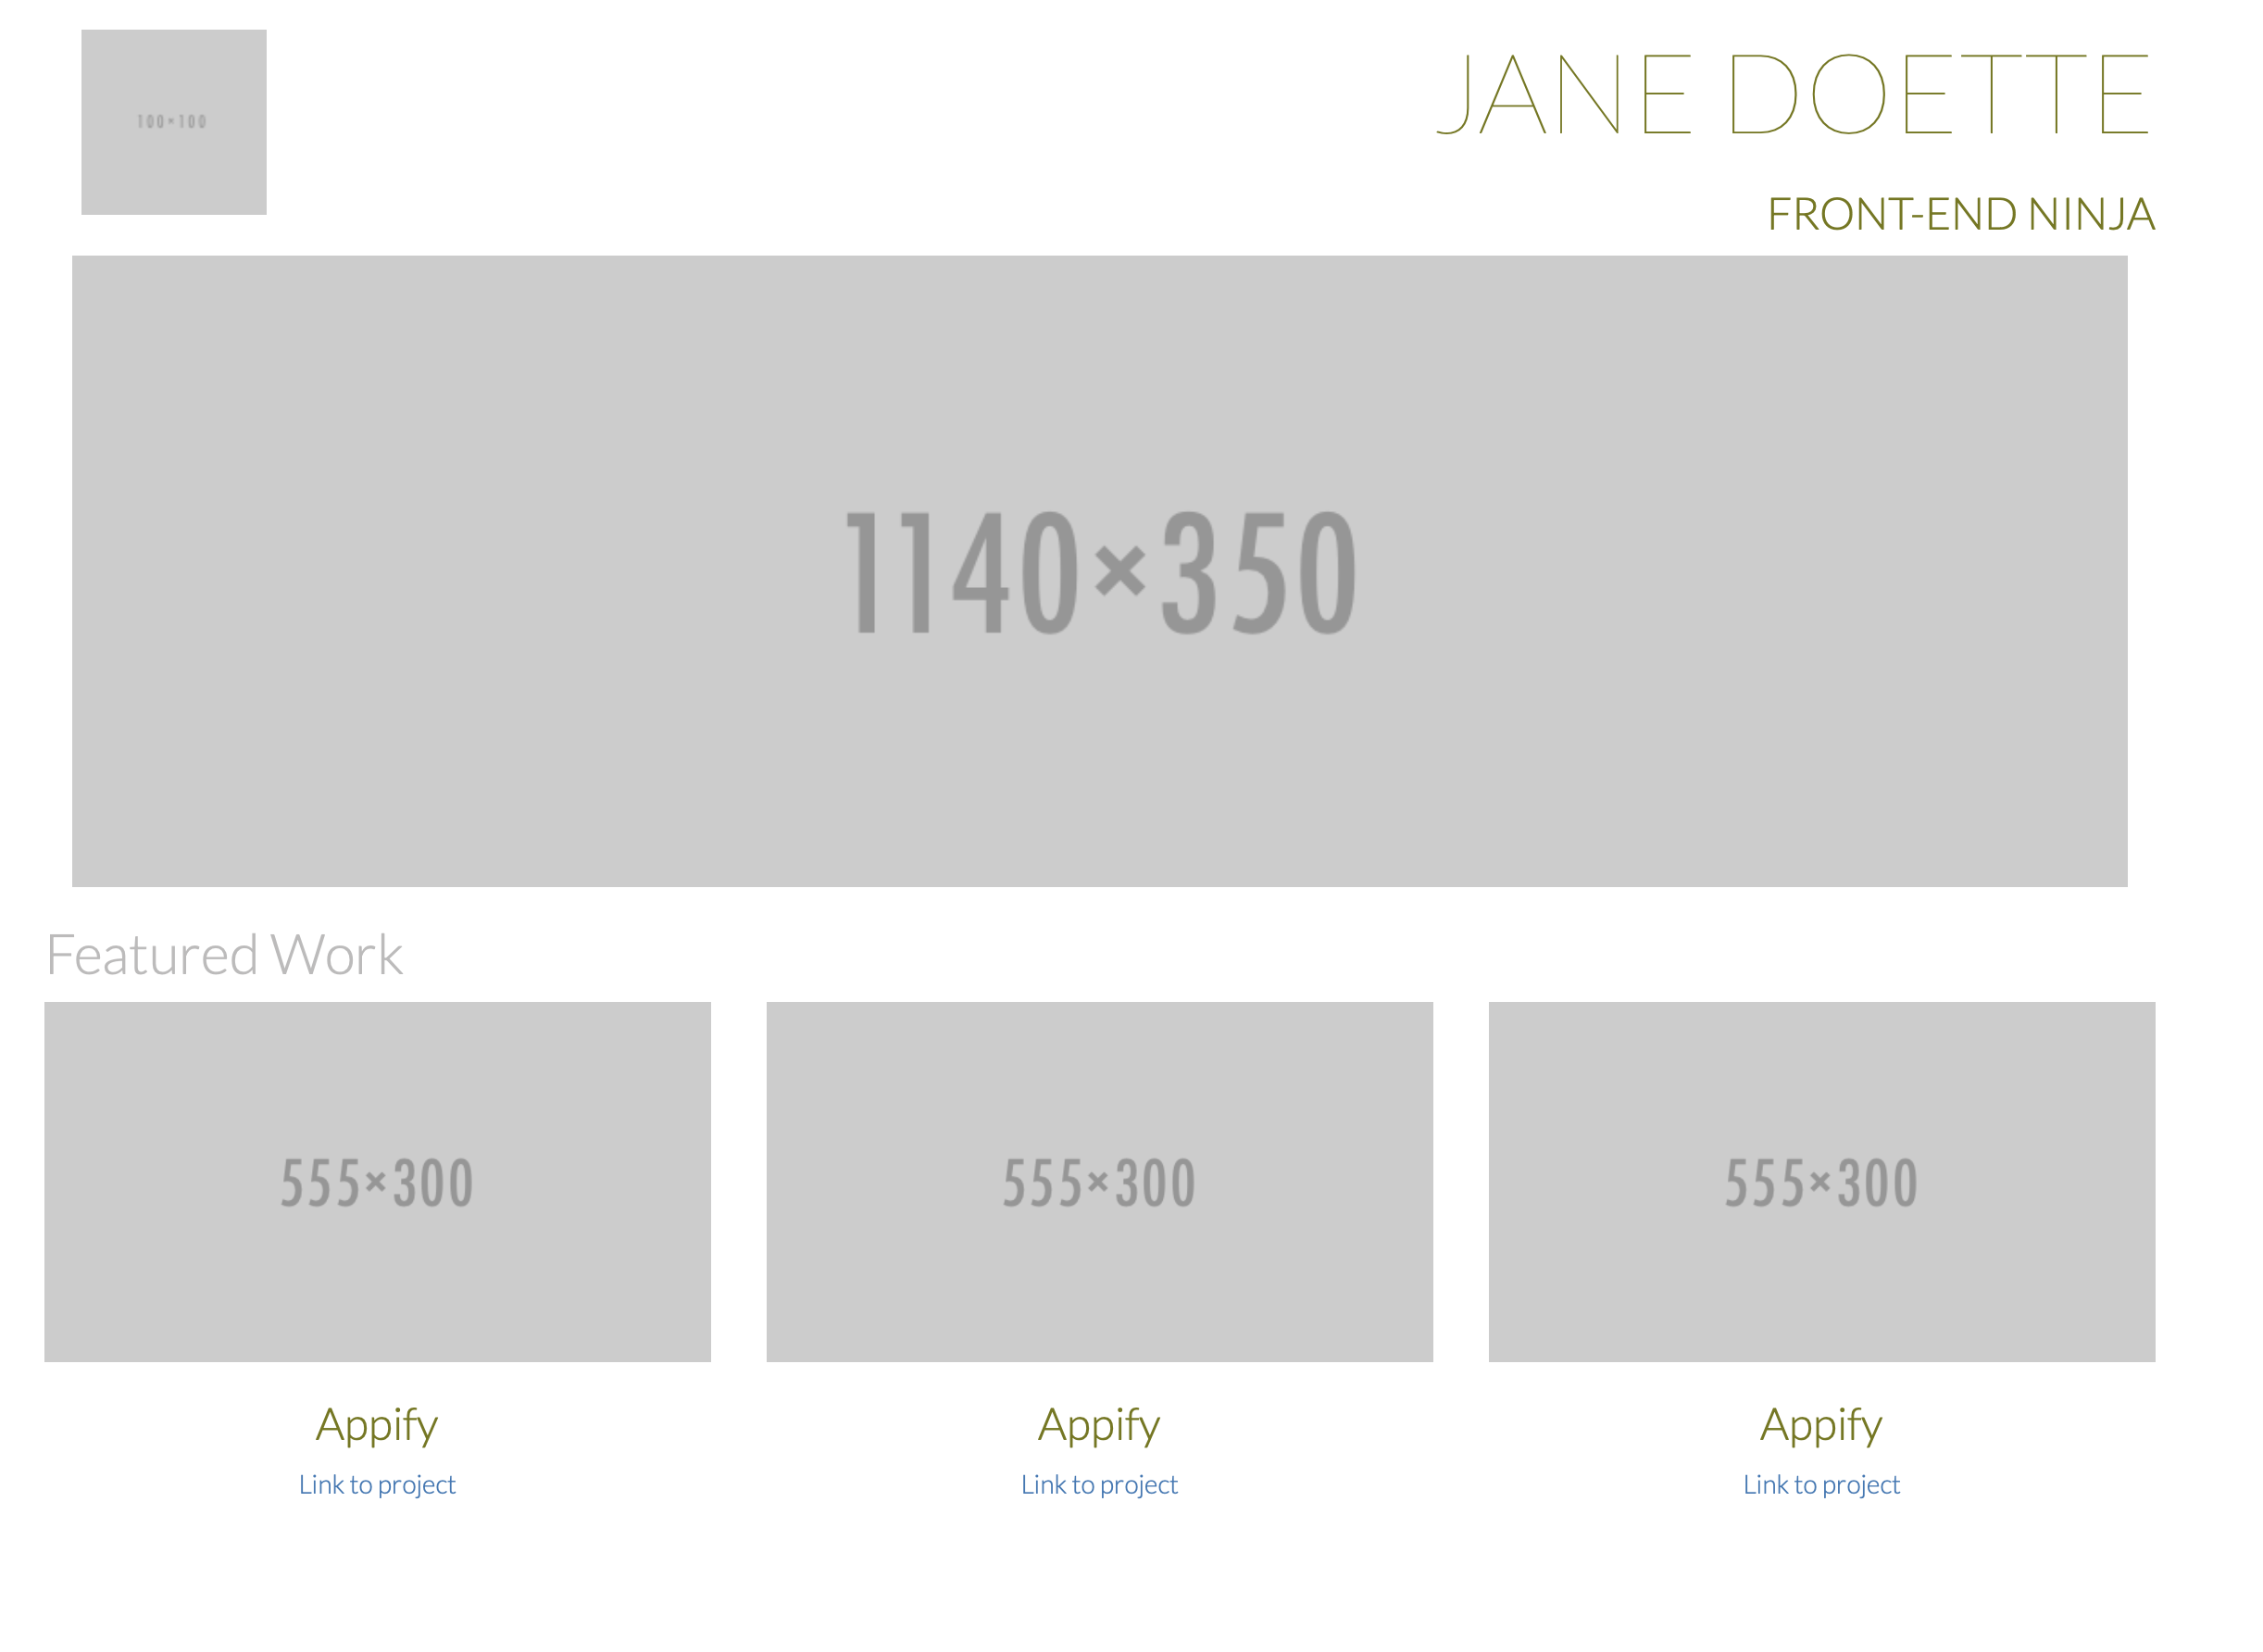 100×100
JANE DOETTE
FRONT-END NINJA
1140×350
Featured Work
555×300
555×300
555×300
Appify
Appify
Appify
Link to project
Link to project
Link to project